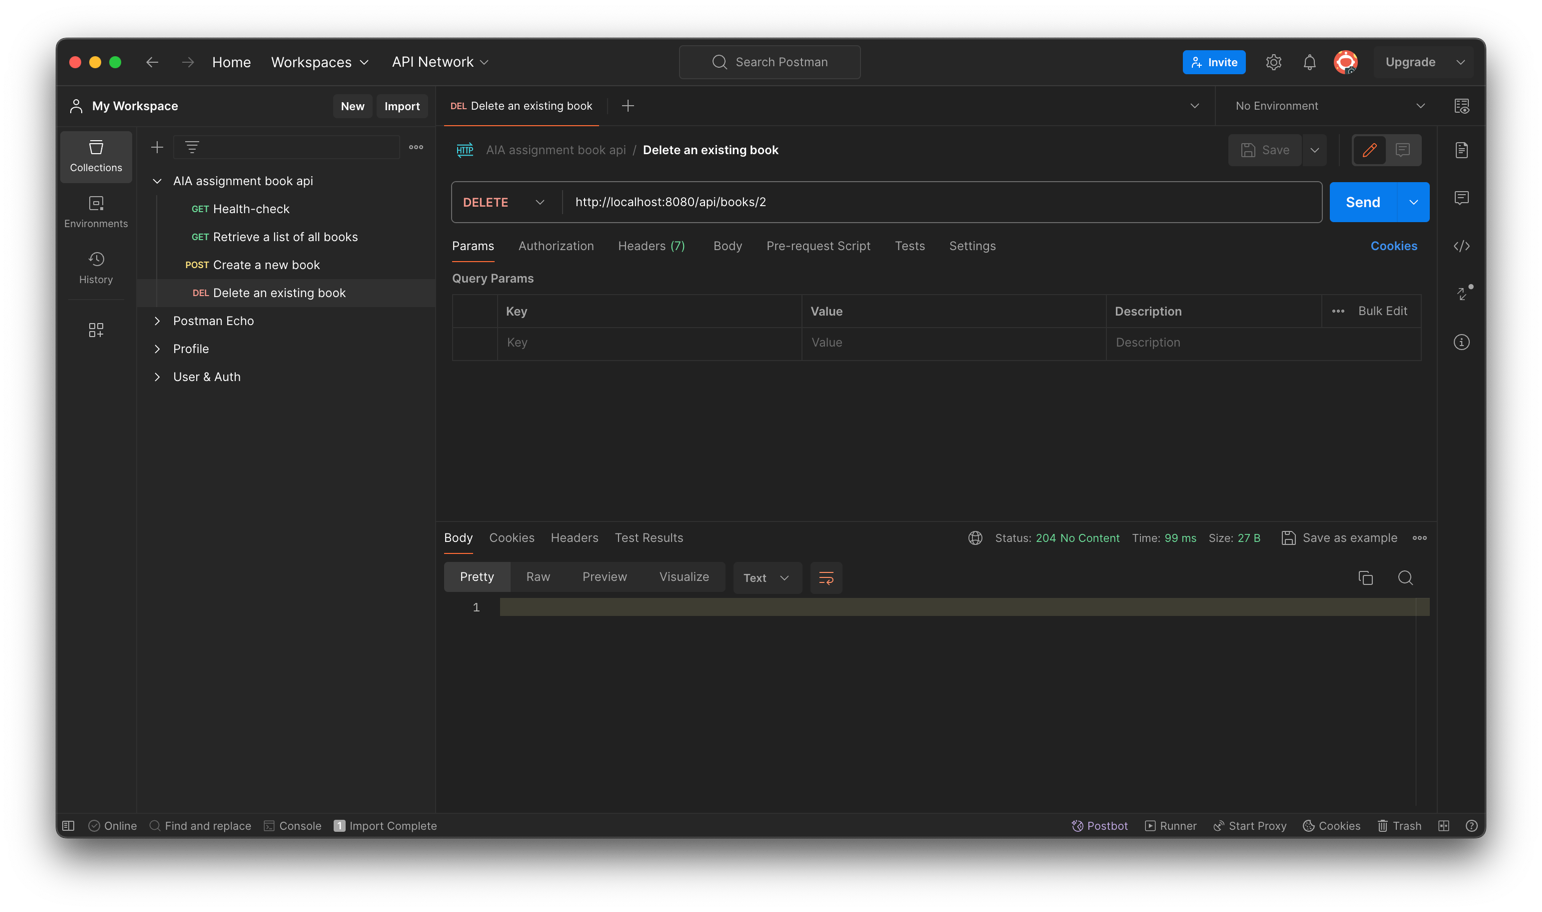 Home Workspaces API Network Search Postman Invite Upgrade
My Workspace New Import DEL Delete an existing book No Environment
Collections
Environments
History
AIA assignment book api
GET Health-check
GET Retrieve a list of all books
POST Create a new book
DEL Delete an existing book
Postman Echo
Profile
User & Auth
HTTP AIA assignment book api / Delete an existing book Save
DELETE http://localhost:8080/api/books/2 Send
Params Authorization Headers (7) Body Pre-request Script Tests Settings Cookies
Query Params
Key Value Description Bulk Edit
Key Value Description
Body Cookies Headers Test Results Status: 204 No Content Time: 99 ms Size: 27 B Save as example
Pretty Raw Preview Visualize Text
1
Online Find and replace Console 1 Import Complete Postbot Runner Start Proxy Cookies Trash